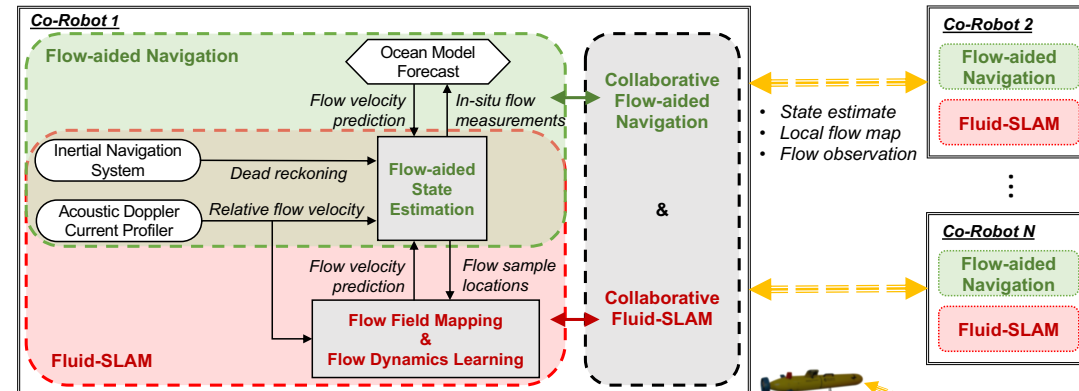 Co-Robot 1
Flow-aided Navigation
Ocean Model
Forecast
Flow velocity
prediction
In-situ flow
measurements
Inertial Navigation
System
Dead reckoning
Flow-aided
State
Estimation
Acoustic Doppler
Current Profiler
Relative flow velocity
Flow velocity
prediction
Flow sample
locations
Flow Field Mapping
&
Flow Dynamics Learning
Fluid-SLAM
Collaborative
Flow-aided
Navigation
&
Collaborative
Fluid-SLAM
• State estimate
• Local flow map
• Flow observation
Co-Robot 2
Flow-aided
Navigation
Fluid-SLAM
Co-Robot N
Flow-aided
Navigation
Fluid-SLAM